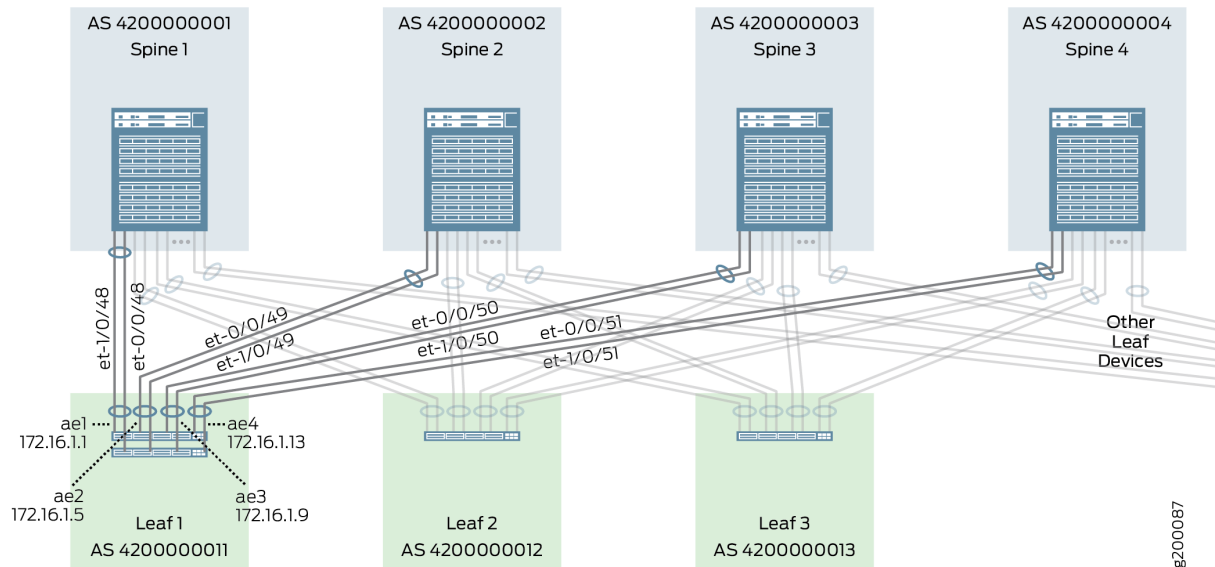 AS 4200000001
Spine 1
AS 4200000002
Spine 2
AS 4200000003
Spine 3
AS 4200000004
Spine 4
et-1/0/48
et-0/0/48
et-0/0/49
et-1/0/49
et-0/0/50
et-1/0/50
et-0/0/51
et-1/0/51
Other
Leaf
Devices
ae1
172.16.1.1
ae4
172.16.1.13
ae2
172.16.1.5
ae3
172.16.1.9
Leaf 1
AS 4200000011
Leaf 2
AS 4200000012
Leaf 3
AS 4200000013
g200087